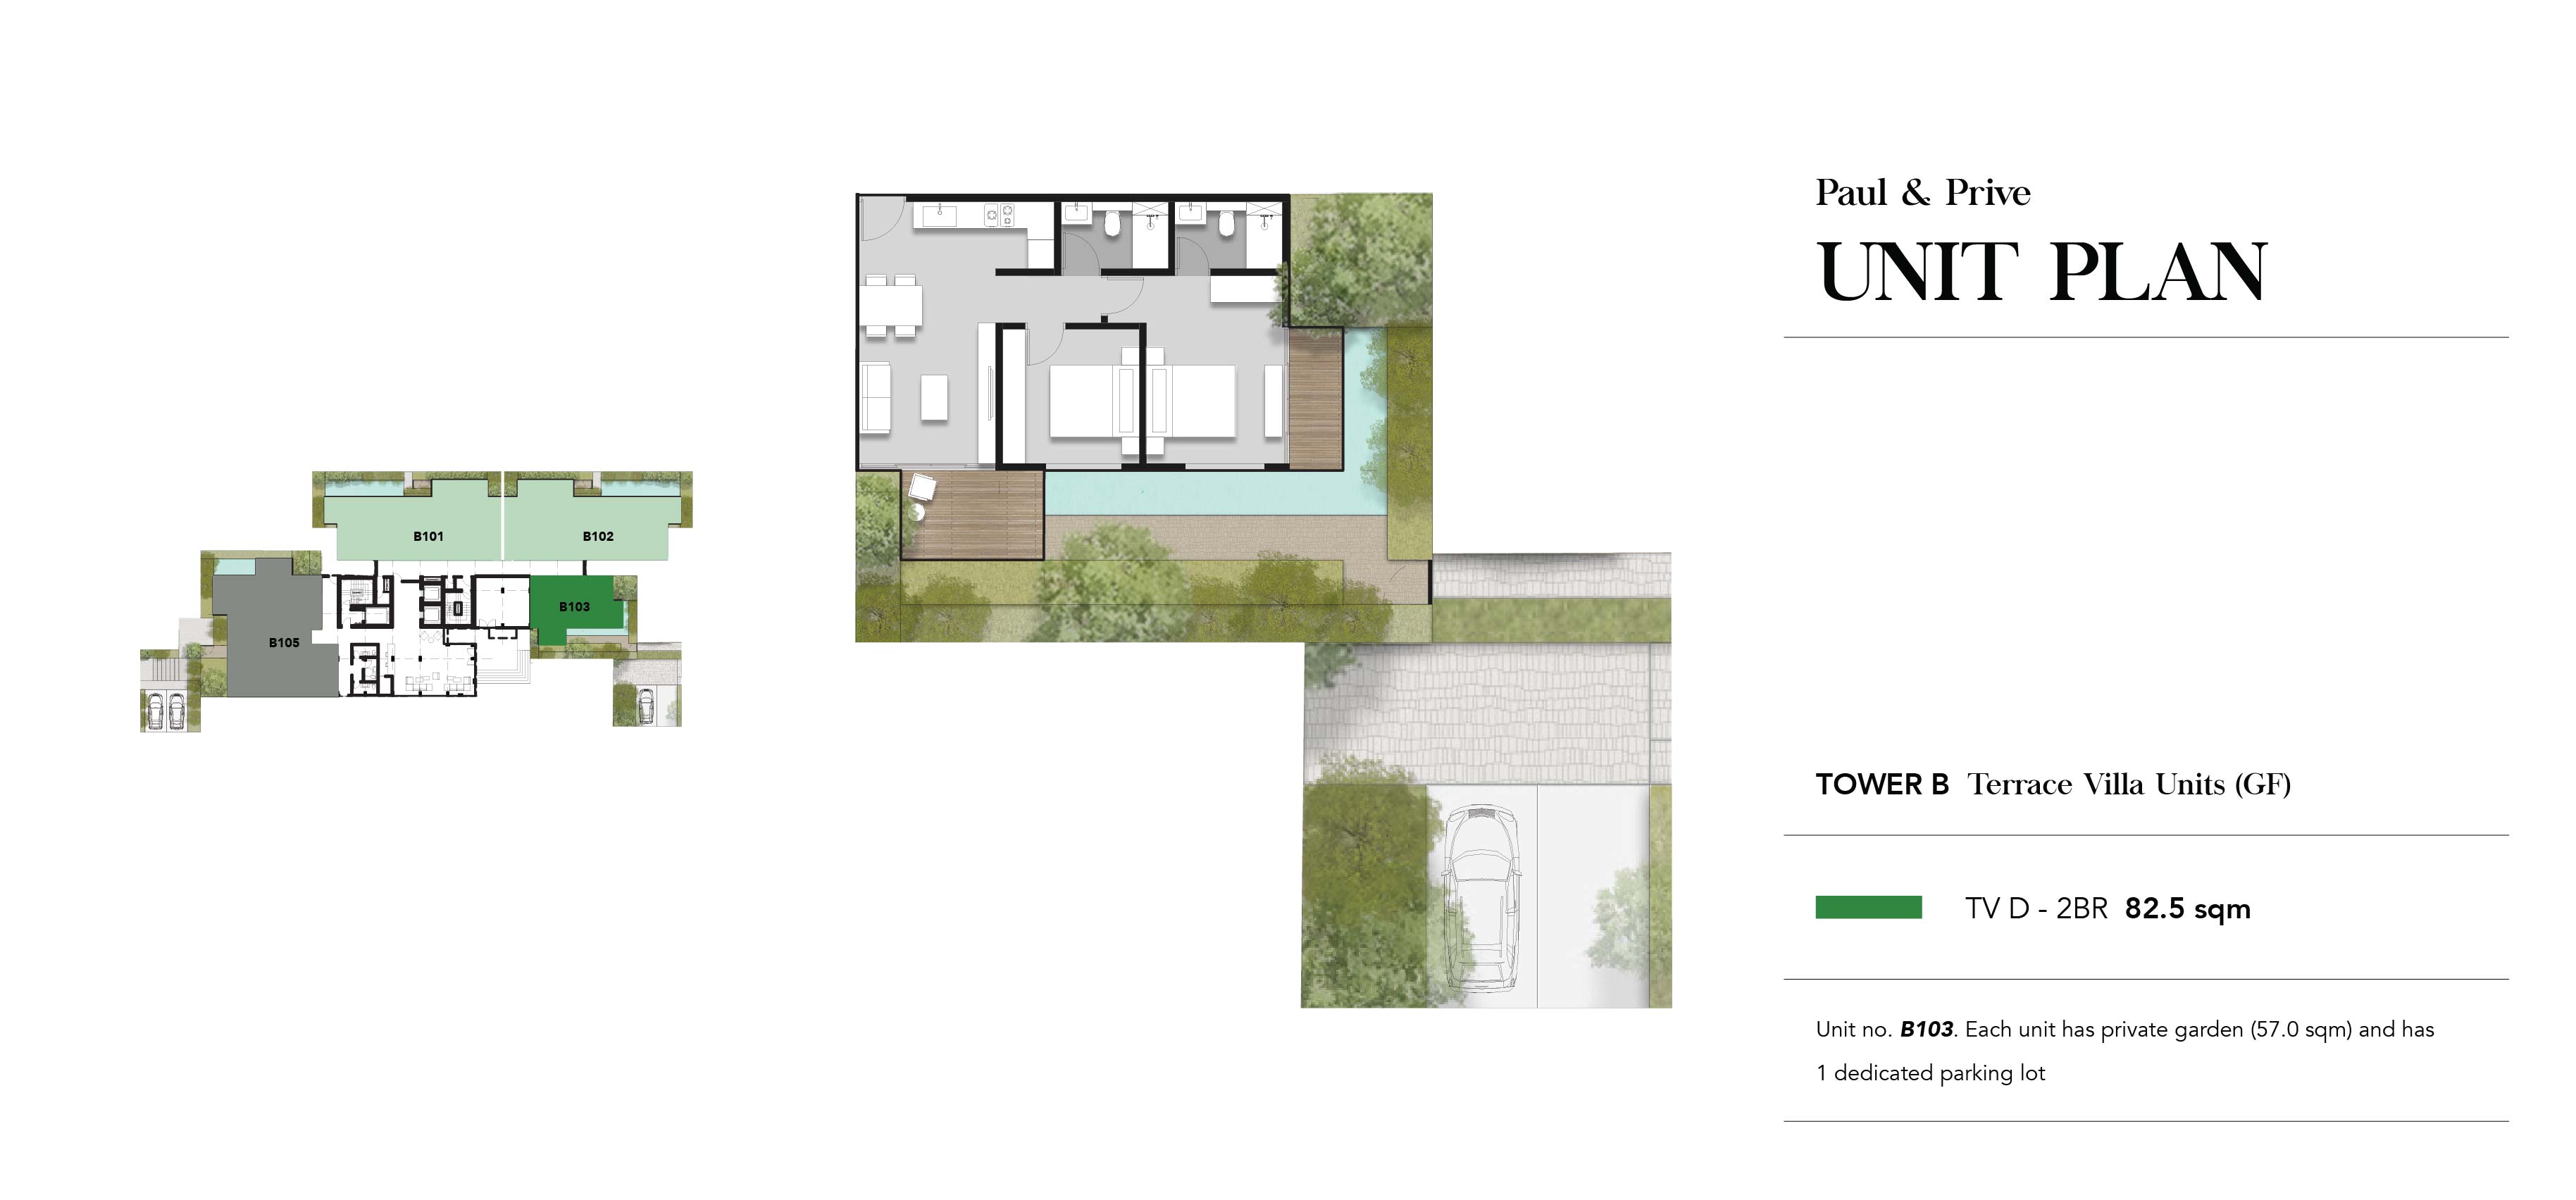 Paul & Prive
UNIT PLAN
B101
B102
B103
B105
TOWER B Terrace Villa Units (GF)
TV D - 2BR 82.5 sqm
Unit no. B103. Each unit has private garden (57.0 sqm) and has
1 dedicated parking lot